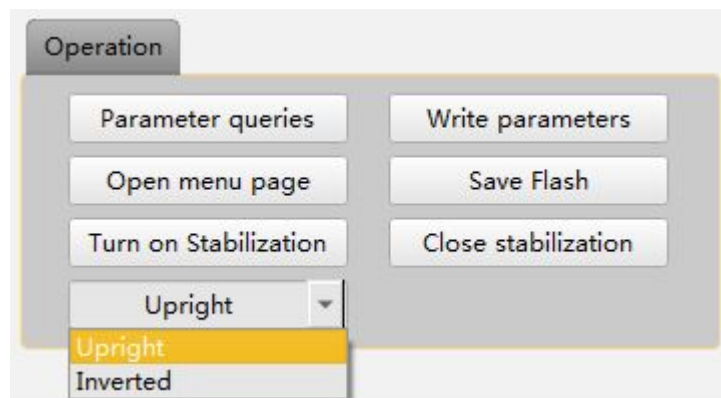 Operation
Parameter queries
Write parameters
Open menu page
Save Flash
Turn on Stabilization
Close stabilization
Upright
Upright
Inverted